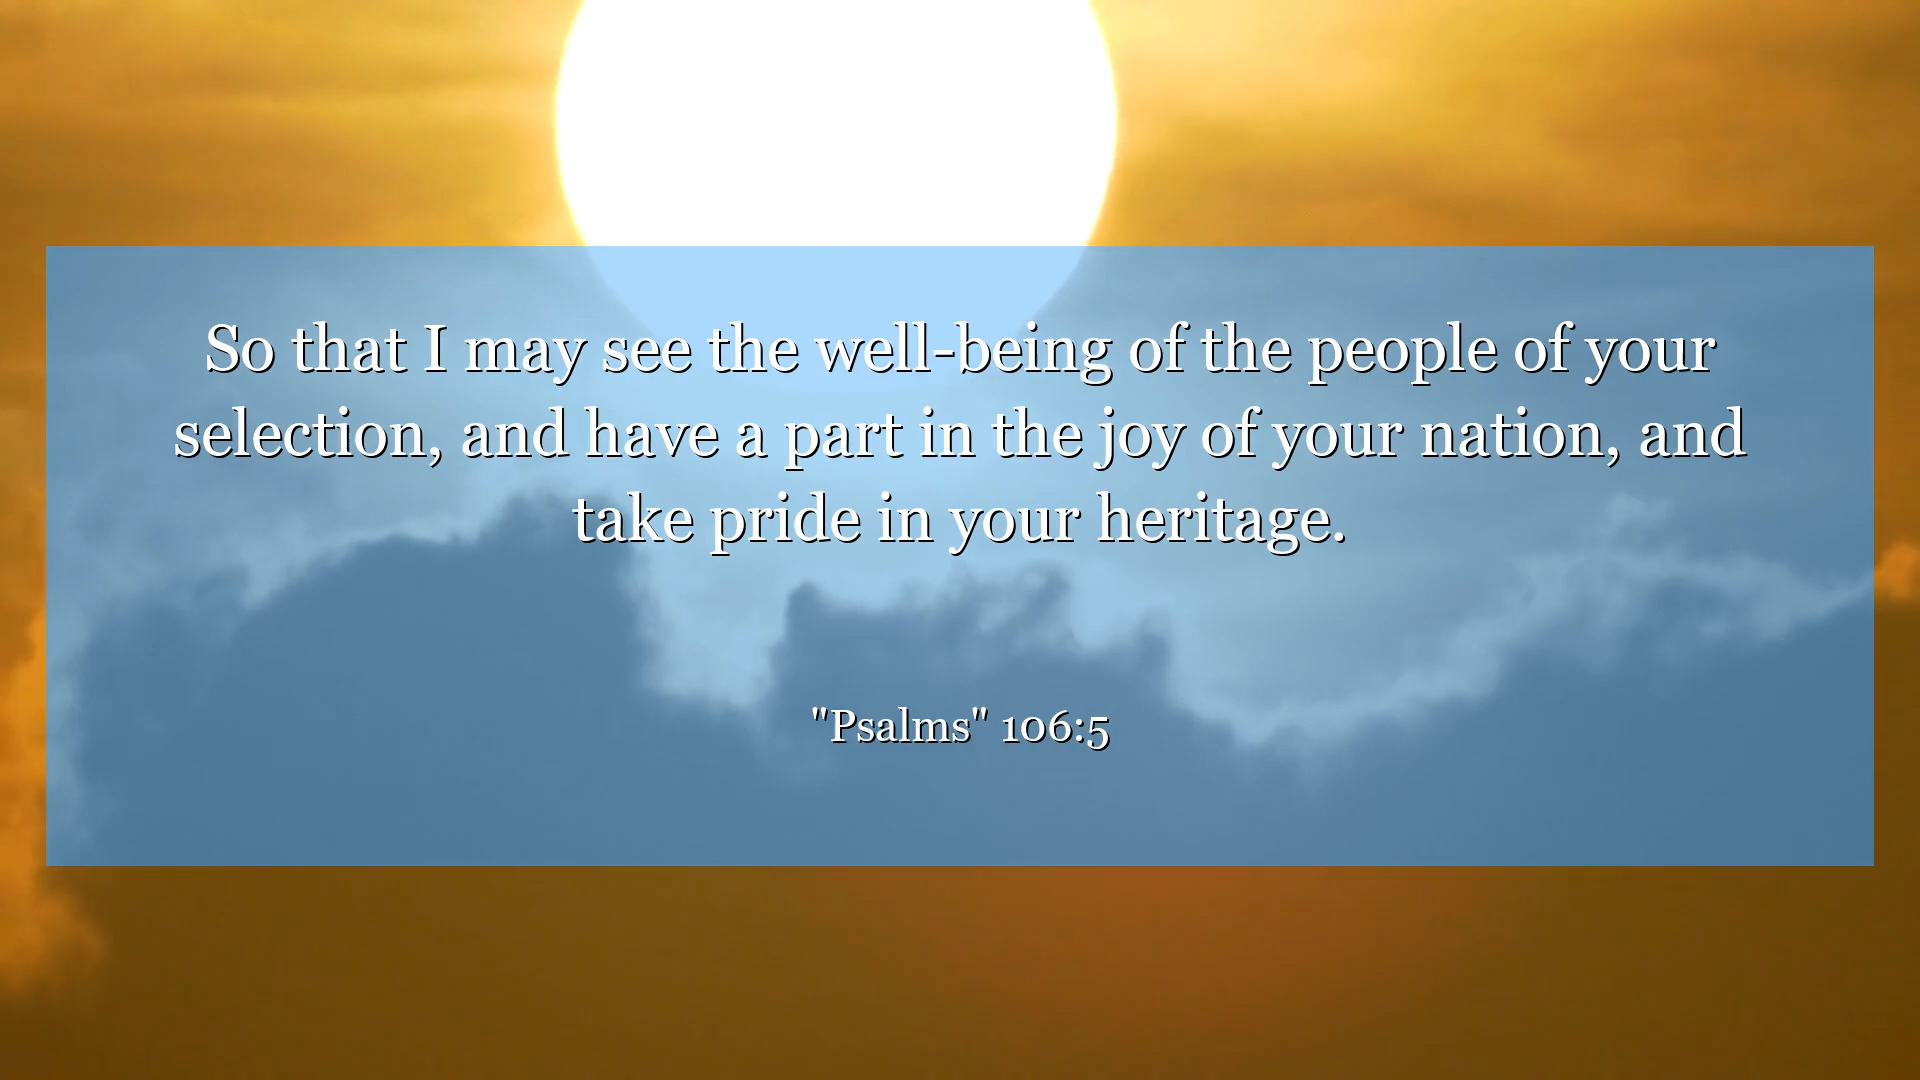 So that I may see the well-being of the people of your
selection, and have a part in the joy of your nation, and
take pride in your heritage.
"Psalms" 106:5